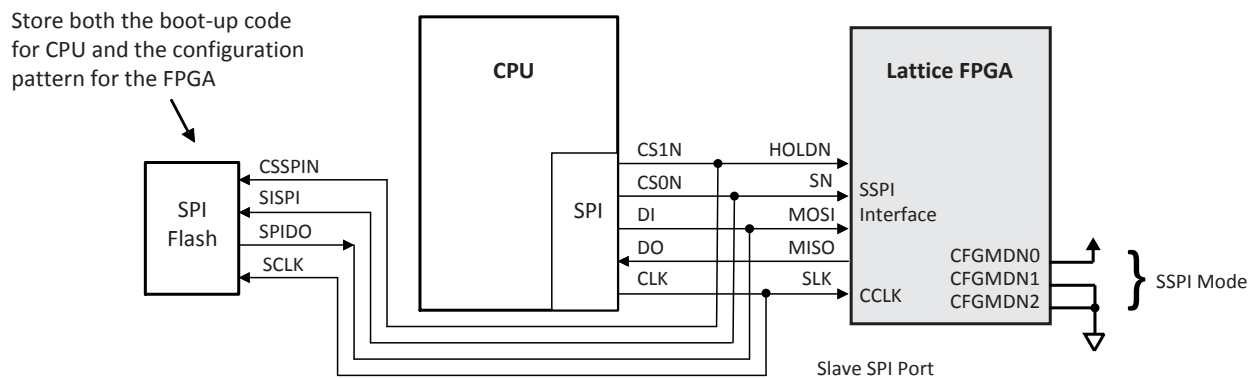 Store both the boot-up code
for CPU and the configuration
pattern for the FPGA
CPU
Lattice FPGA
SPI
Flash
CSSPIN
SISPI
SPIDO
SCLK
SPI
CS1N
CS0N
DI
DO
CLK
HOLDN
SN
MOSI
MISO
SLK
SSPI
Interface
CCLK
CFGMDN0
CFGMDN1
CFGMDN2
} SSPI Mode
Slave SPI Port